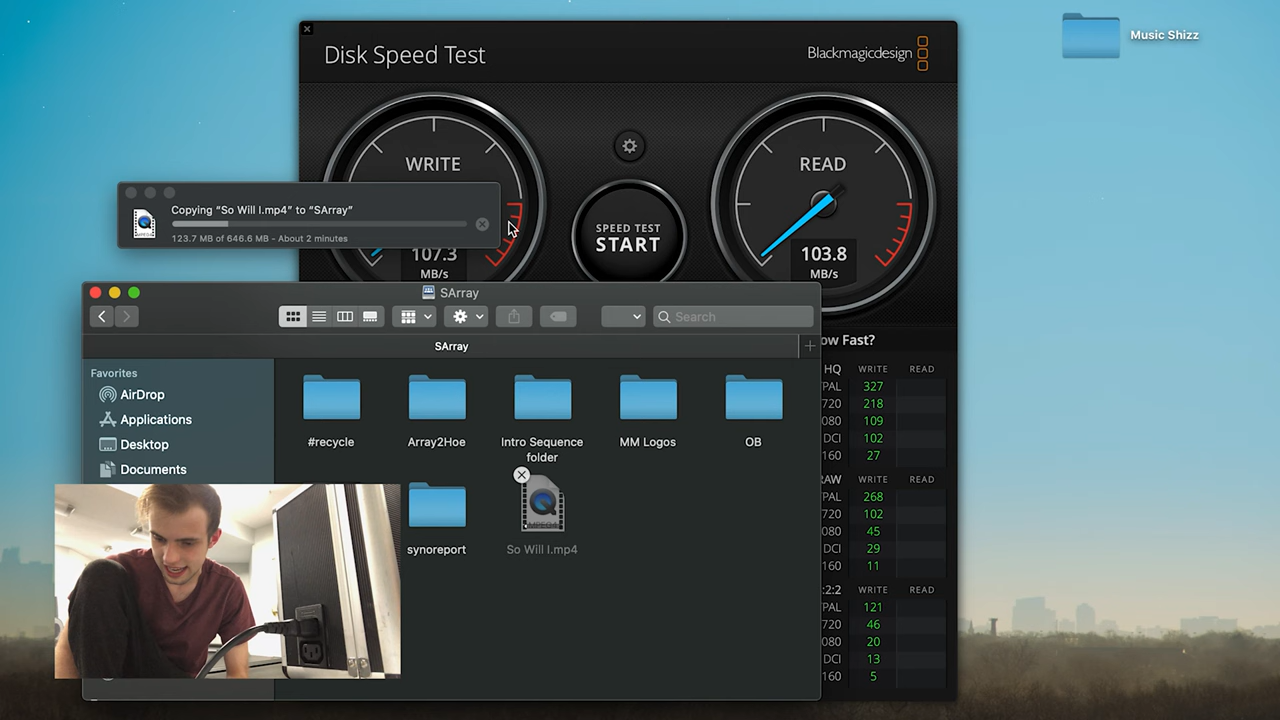 Disk Speed Test
Blackmagicdesign
Music Shizz
WRITE
READ
SPEED TEST
START
107.3
MB/s
103.8
MB/s
Copying “So Will I.mp4” to “SArray”
123.7 MB of 646.6 MB - About 2 minutes
SArray
Search
SArray
Favorites
AirDrop
Applications
Desktop
Documents
#recycle
Array2Hoe
Intro Sequence
folder
MM Logos
OB
synoreport
MPEG4
So Will I.mp4
ow Fast?
HQ WRITE READ
PAL 327
720 218
080 109
DCI 102
160 27
RAW WRITE READ
PAL 268
720 102
080 45
DCI 29
160 11
:2:2 WRITE READ
PAL 121
720 46
080 20
DCI 13
160 5